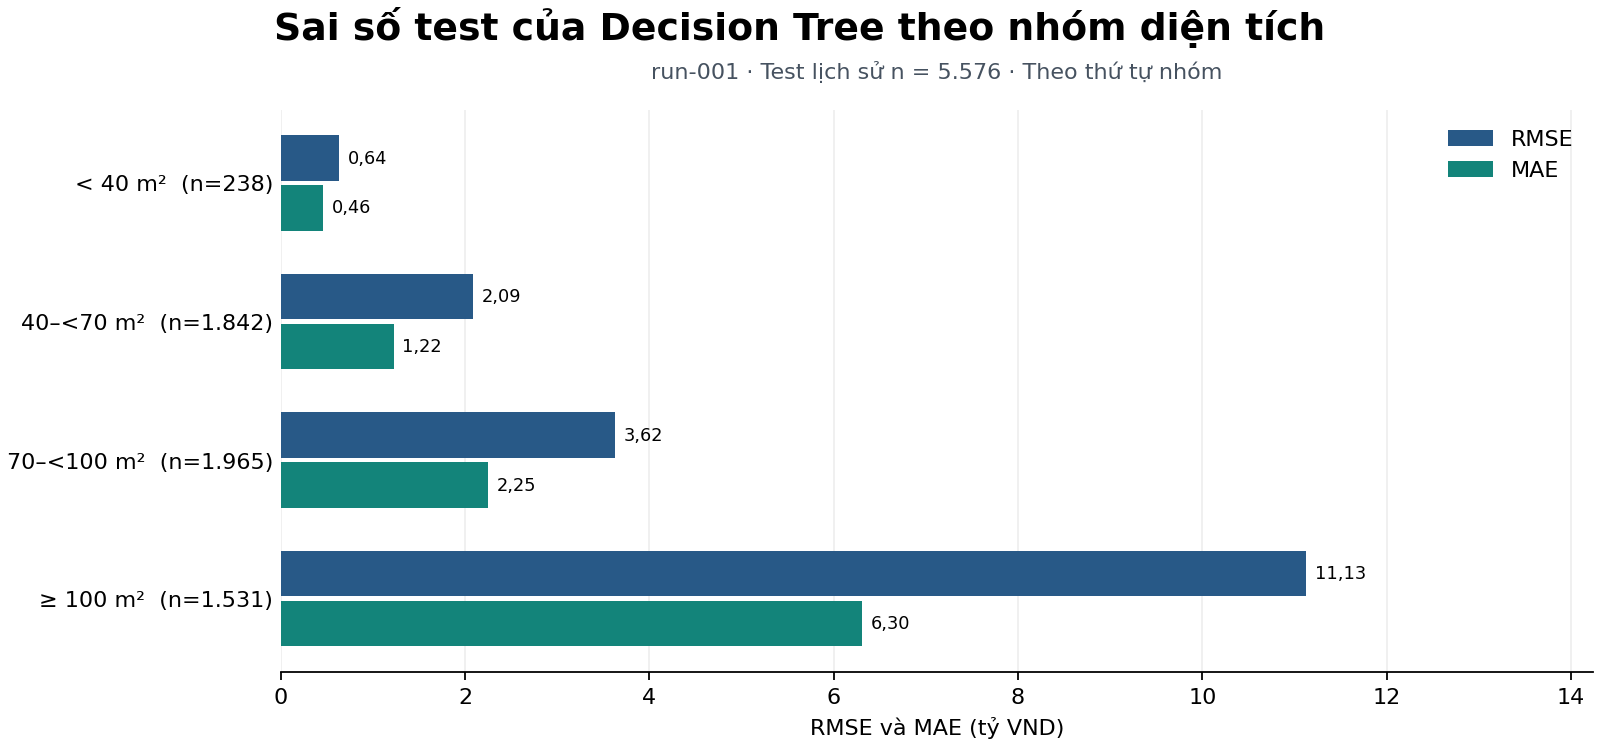 Sai số test của Decision Tree theo nhóm diện tích
run-001 · Test lịch sử n = 5.576 · Theo thứ tự nhóm
RMSE
MAE
< 40 m² (n=238)
0,64
0,46
40–<70 m² (n=1.842)
2,09
1,22
70–<100 m² (n=1.965)
3,62
2,25
≥ 100 m² (n=1.531)
11,13
6,30
0 2 4 6 8 10 12 14
RMSE và MAE (tỷ VND)